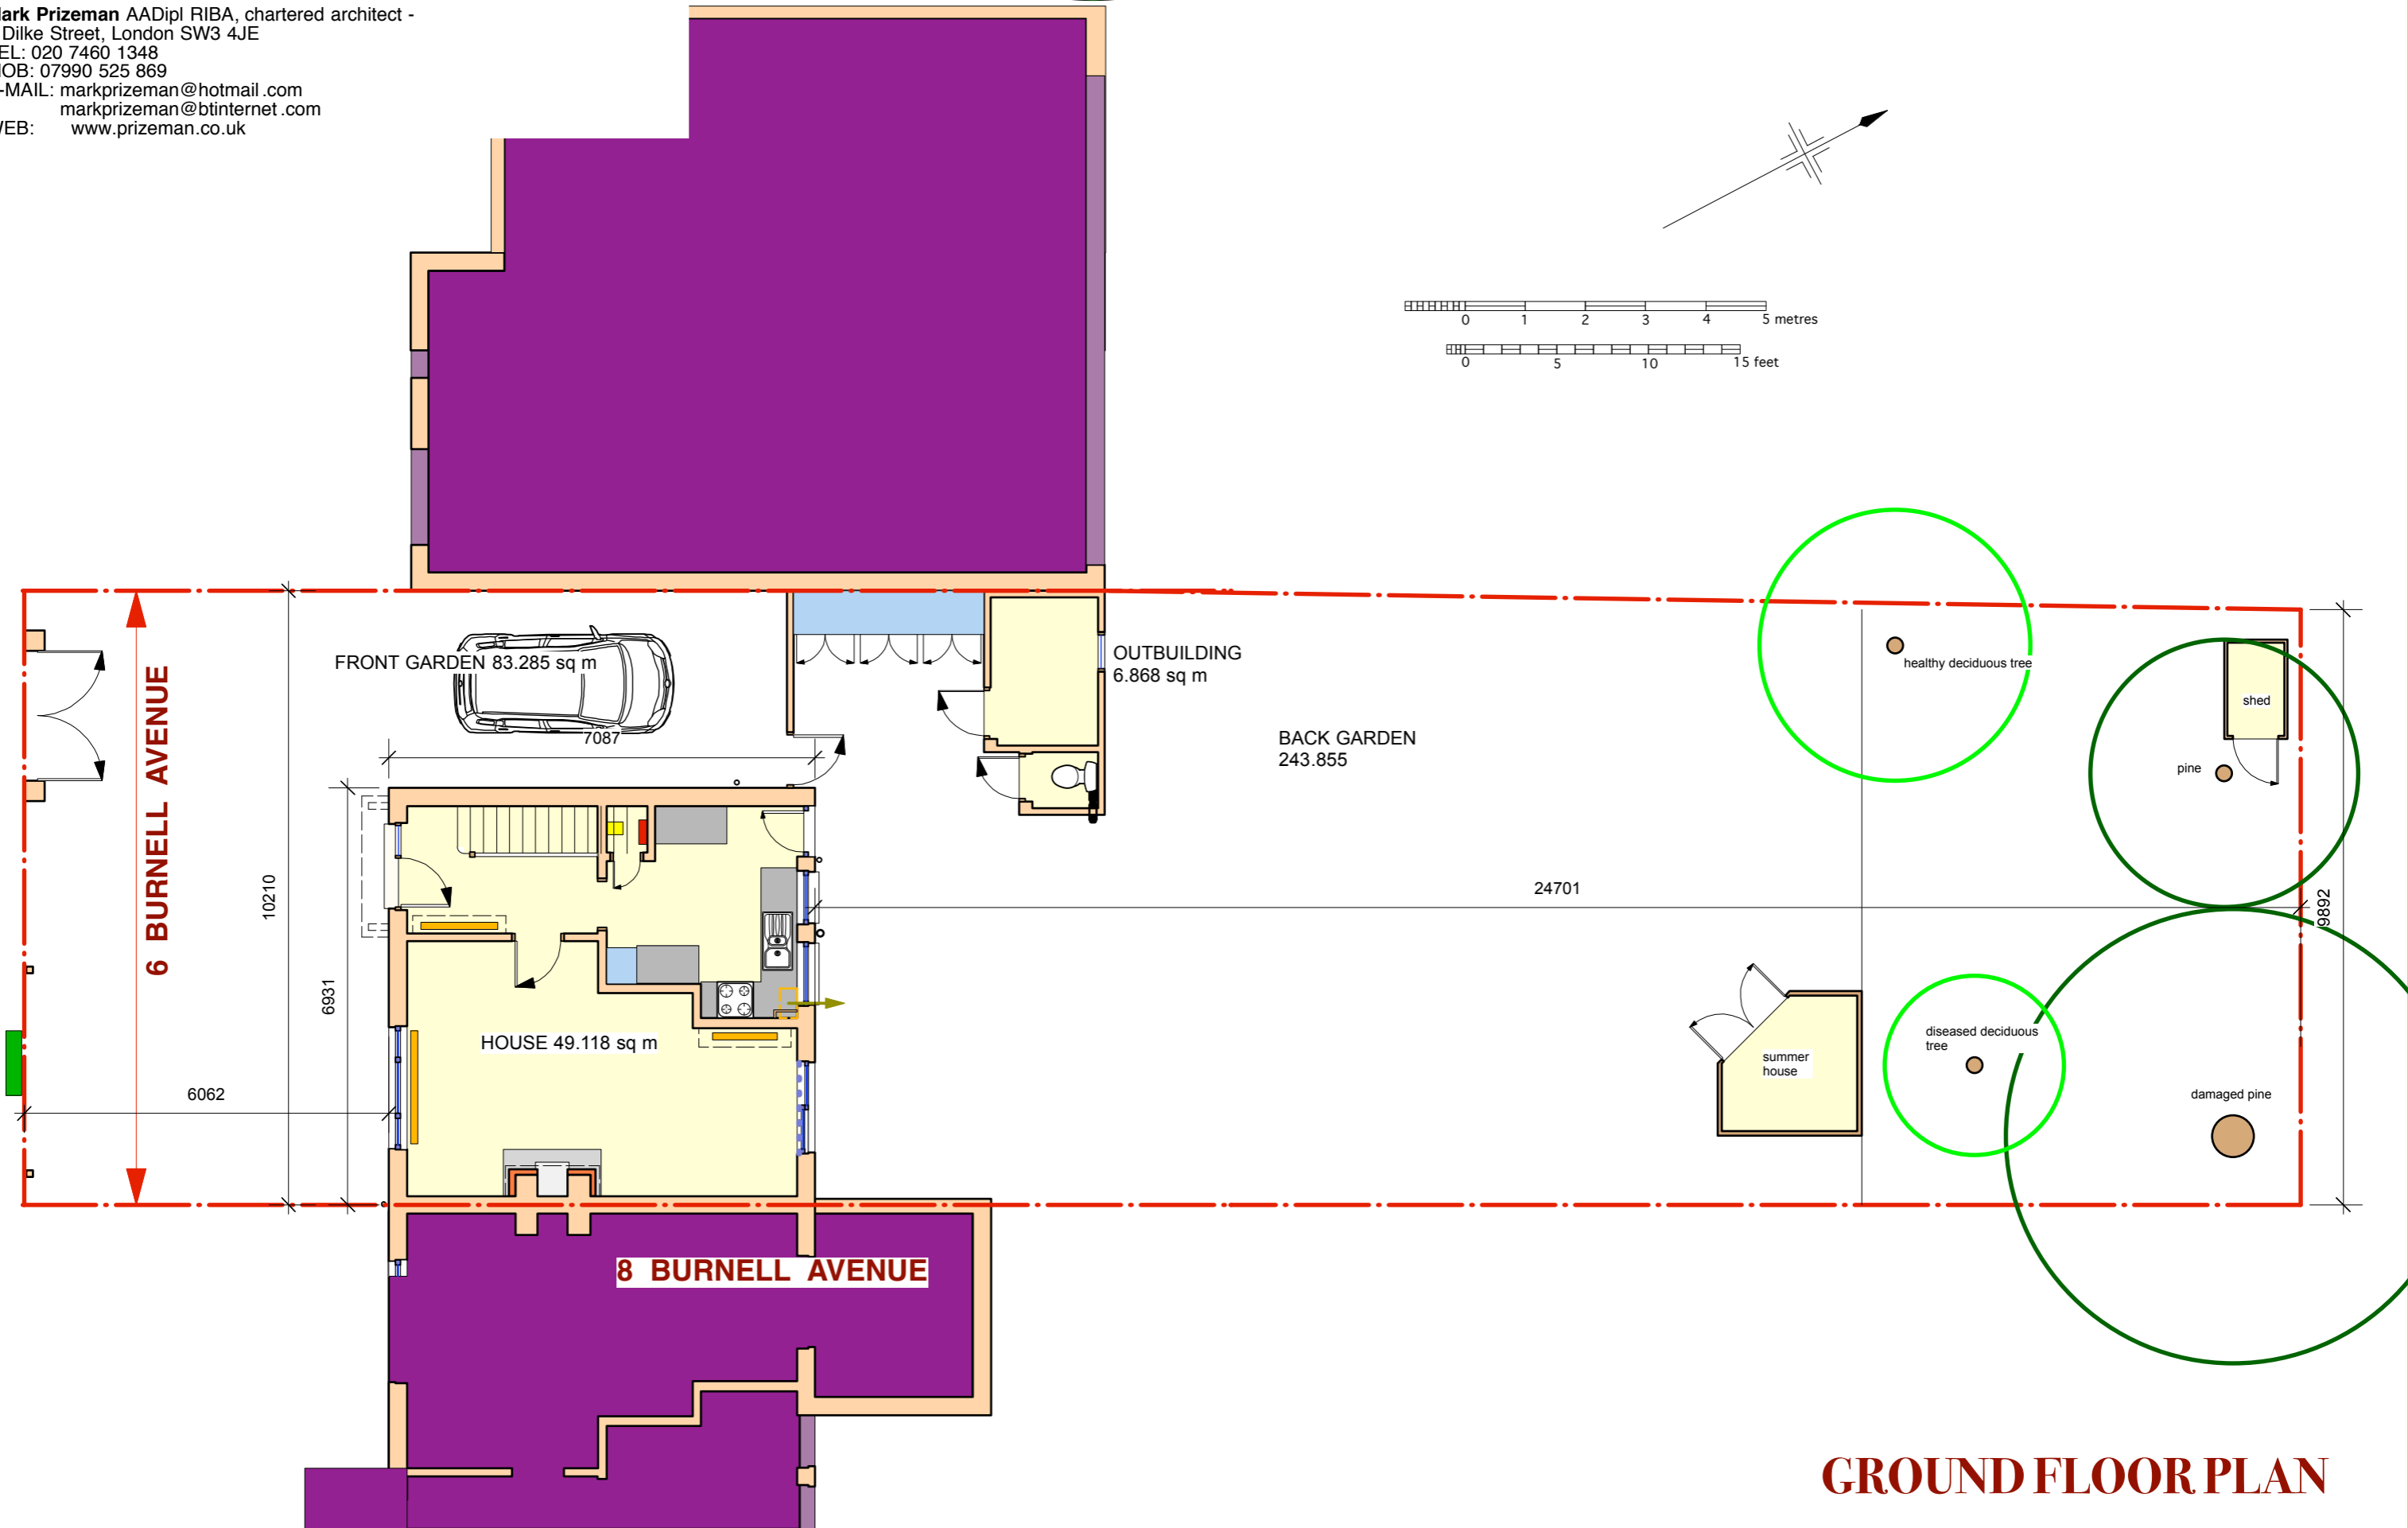 Mark Prizeman AADipl RIBA, chartered architect -
Dilke Street, London SW3 4JE
TEL: 020 7460 1348
MOB: 07990 525 869
E-MAIL: markprizeman@hotmail.com
markprizeman@btinternet.com
WEB: www.prizeman.co.uk
0 1 2 3 4 5 metres
0 5 10 15 feet
FRONT GARDEN 83.285 sq m
OUTBUILDING
6.868 sq m
healthy deciduous tree
shed
6 BURNELL AVENUE
7087
BACK GARDEN
243.855
pine
10210
24701
9892
6931
HOUSE 49.118 sq m
diseased deciduous
tree
summer
house
6062
damaged pine
8 BURNELL AVENUE
GROUND FLOOR PLAN